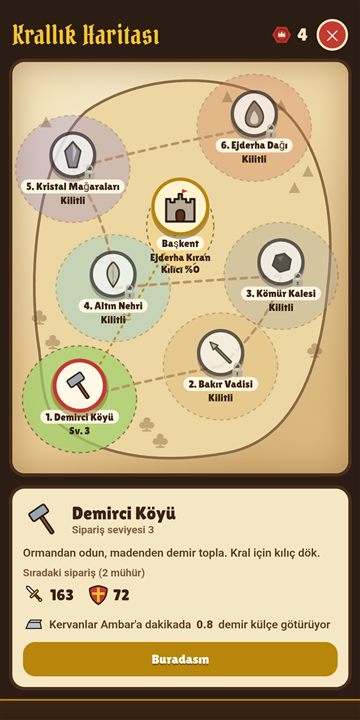 Krallık Haritası
4
6. Ejderha Dağı
Kilitli
5. Kristal Mağaraları
Kilitli
Başkent
Ejderha Kıran
Kılıcı %0
3. Kömür Kalesi
Kilitli
4. Altın Nehri
Kilitli
2. Bakır Vadisi
Kilitli
1. Demirci Köyü
Sv. 3
Demirci Köyü
Sipariş seviyesi 3
Ormandan odun, madenden demir topla. Kral için kılıç dök.
Sıradaki sipariş (2 mühür)
163 72
Kervanlar Ambar'a dakikada 0.8 demir külçe götürüyor
Buradasın